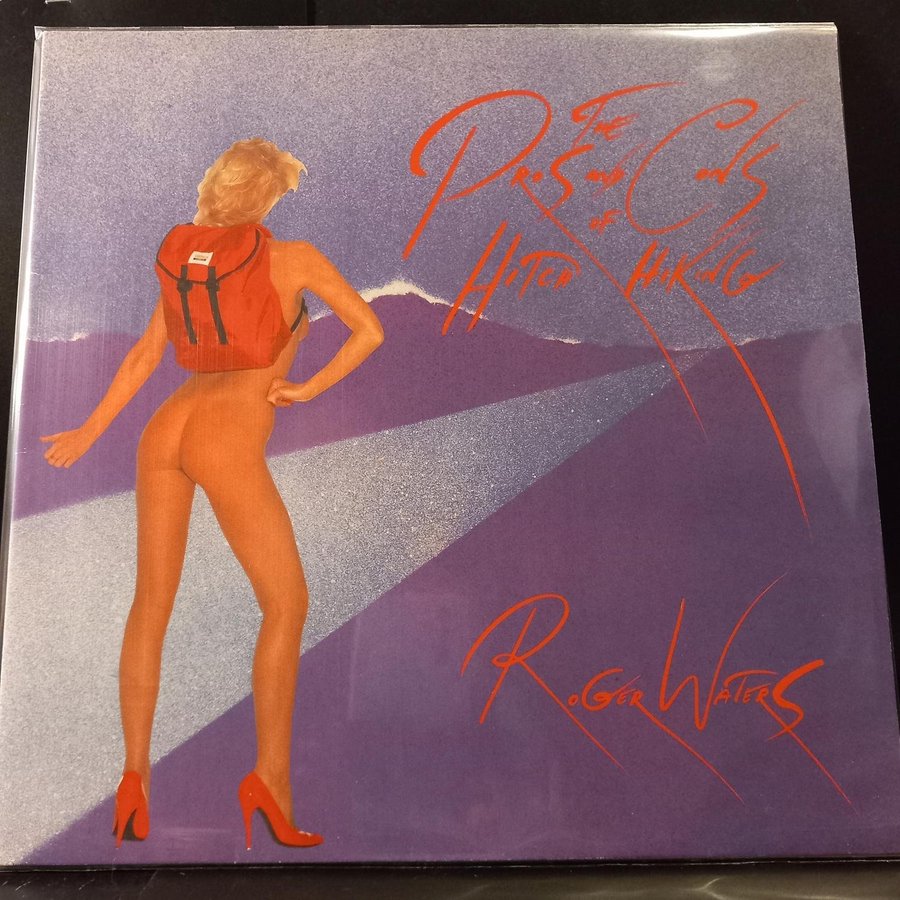 The
Pros and Cons
of
Hitch Hiking
Roger Waters